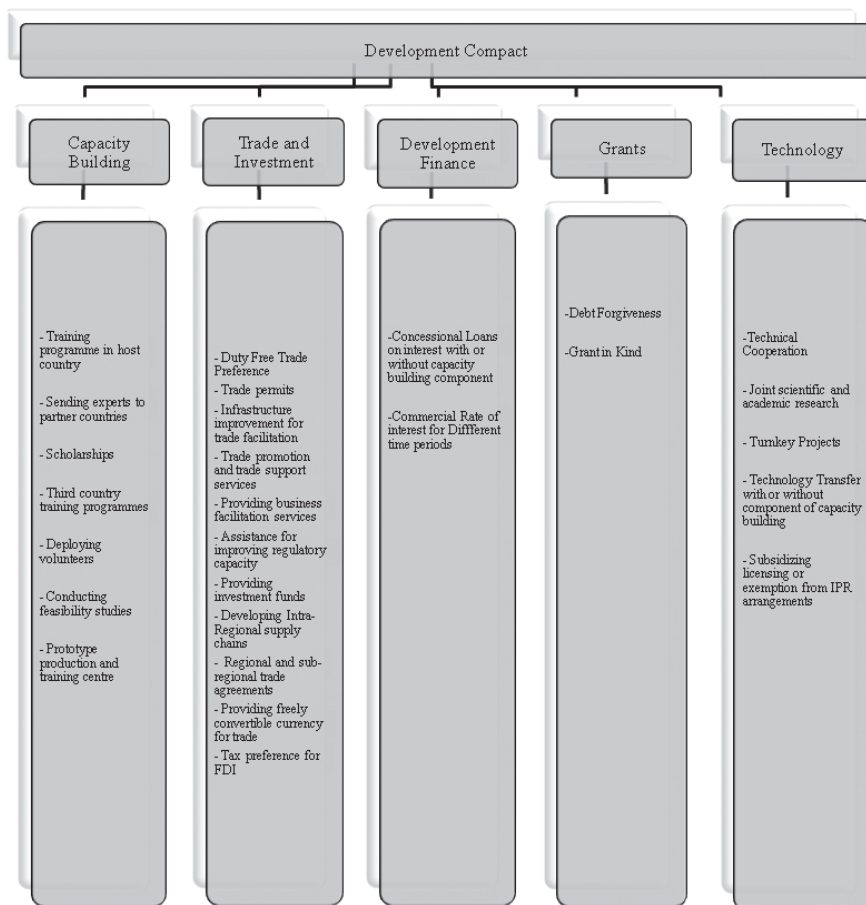 Development Compact
Capacity
Building
Trade and
Investment
Development
Finance
Grants
Technology
- Training
programme in host
country
- Sending experts to
partner countries
- Scholarships
- Third country
training programmes
- Deploying
volunteers
- Conducting
feasibility studies
- Prototype
production and
training centre
- Duty Free Trade
Preference
- Trade permits
- Infrastructure
improvement for
trade facilitation
- Trade promotion
and trade support
services
- Providing business
facilitation services
- Assistance for
improving regulatory
capacity
- Providing
investment funds
- Developing Intra-
Regional supply
chains
- Regional and sub-
regional trade
agreements
- Providing freely
convertible currency
for trade
- Tax preference for
FDI
-Concessional Loans
on interest with or
without capacity
building component
-Commercial Rate of
interest for Diffferent
time periods
-Debt Forgiveness
-Grant in Kind
-Technical
Cooperation
- Joint scientific and
academic research
- Turnkey Projects
- Technology Transfer
with or without
component of capacity
building
- Subsidizing
licensing or
exemption from IPR
arrangements